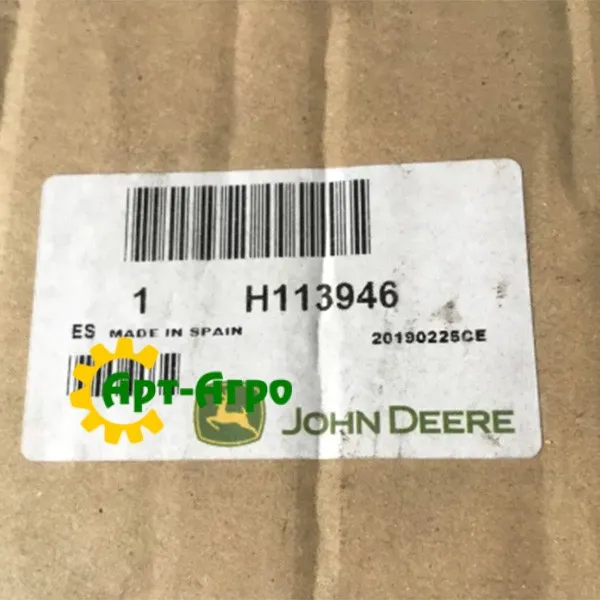 1 H113946
ES MADE IN SPAIN 20190225CE
Арт-Агро
JOHN DEERE